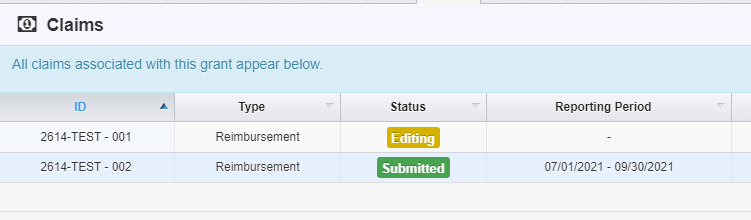 Claims
All claims associated with this grant appear below.
ID Type Status Reporting Period
2614-TEST - 001 Reimbursement Editing -
2614-TEST - 002 Reimbursement Submitted 07/01/2021 - 09/30/2021